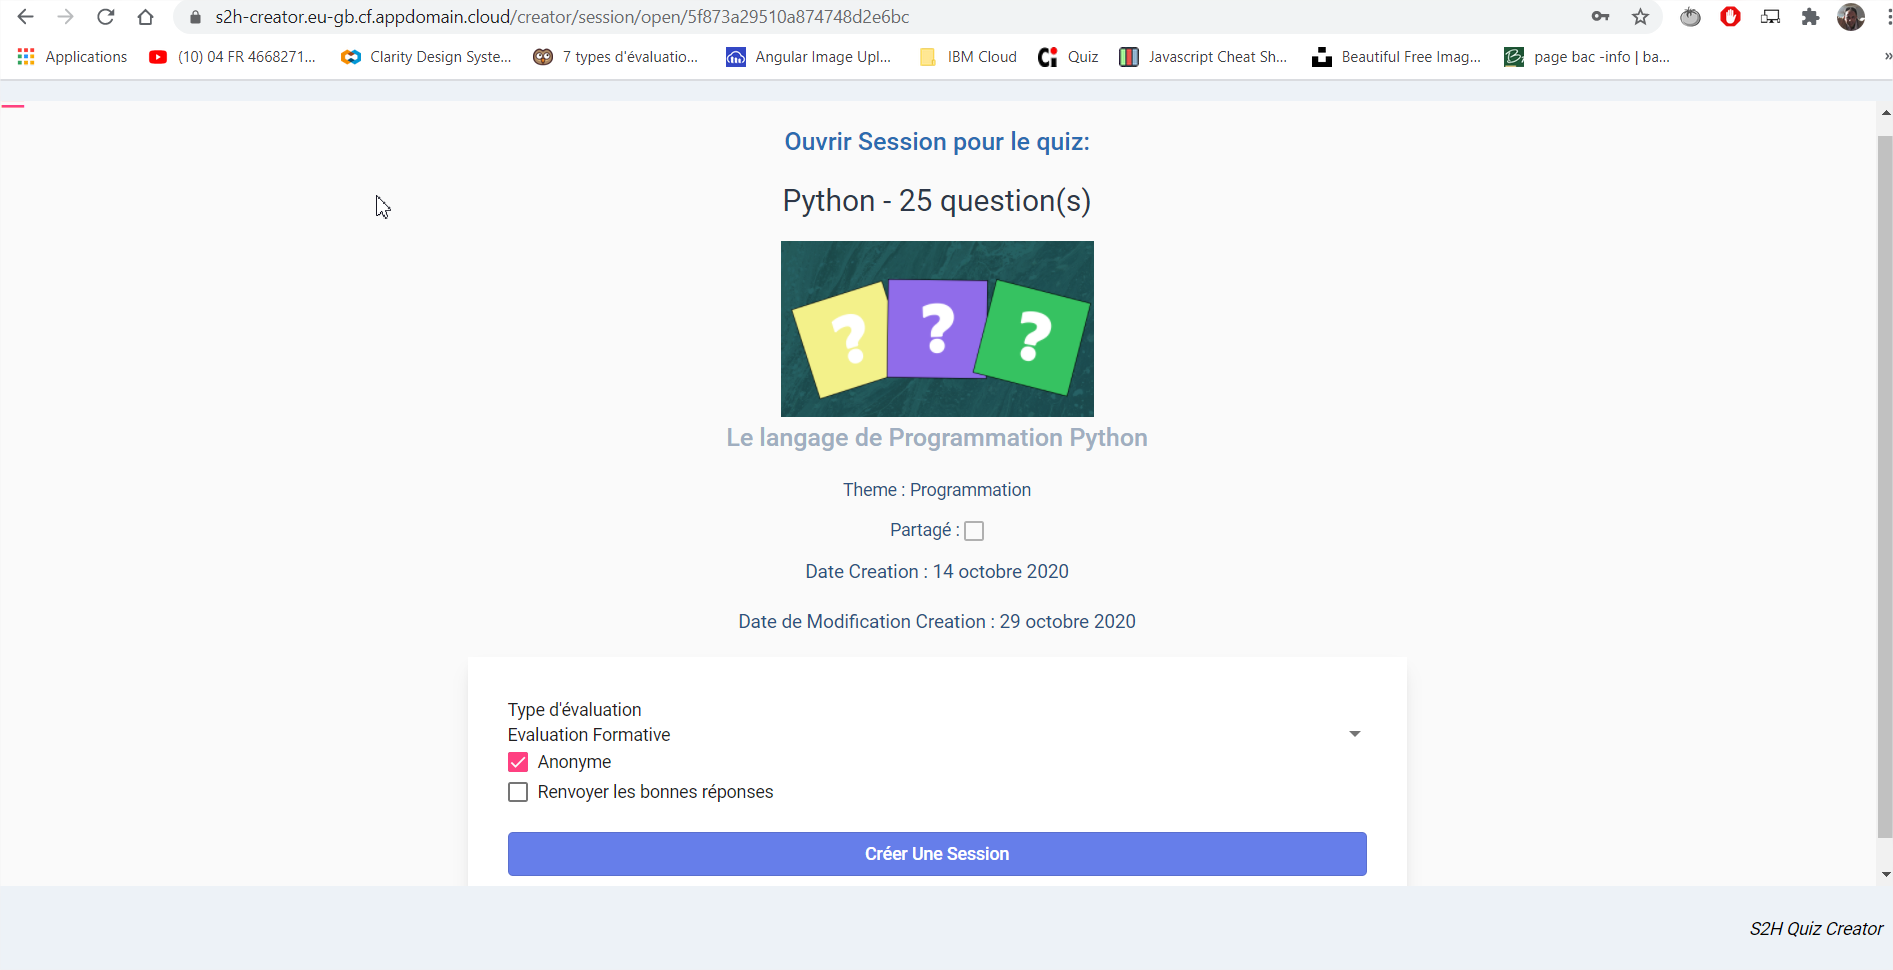 s2h-creator.eu-gb.cf.appdomain.cloud/creator/session/open/5f873a29510a874748d2e6bc
Applications (10) 04 FR 4668271... Clarity Design Syste... 7 types d'évaluatio... Angular Image Upl... IBM Cloud Quiz Javascript Cheat Sh... Beautiful Free Imag... page bac -info | ba... »
Ouvrir Session pour le quiz:
Python - 25 question(s)
? ? ?
Le langage de Programmation Python
Theme : Programmation
Partagé :
Date Creation : 14 octobre 2020
Date de Modification Creation : 29 octobre 2020
Type d'évaluation
Evaluation Formative
Anonyme
Renvoyer les bonnes réponses
Créer Une Session
S2H Quiz Creator